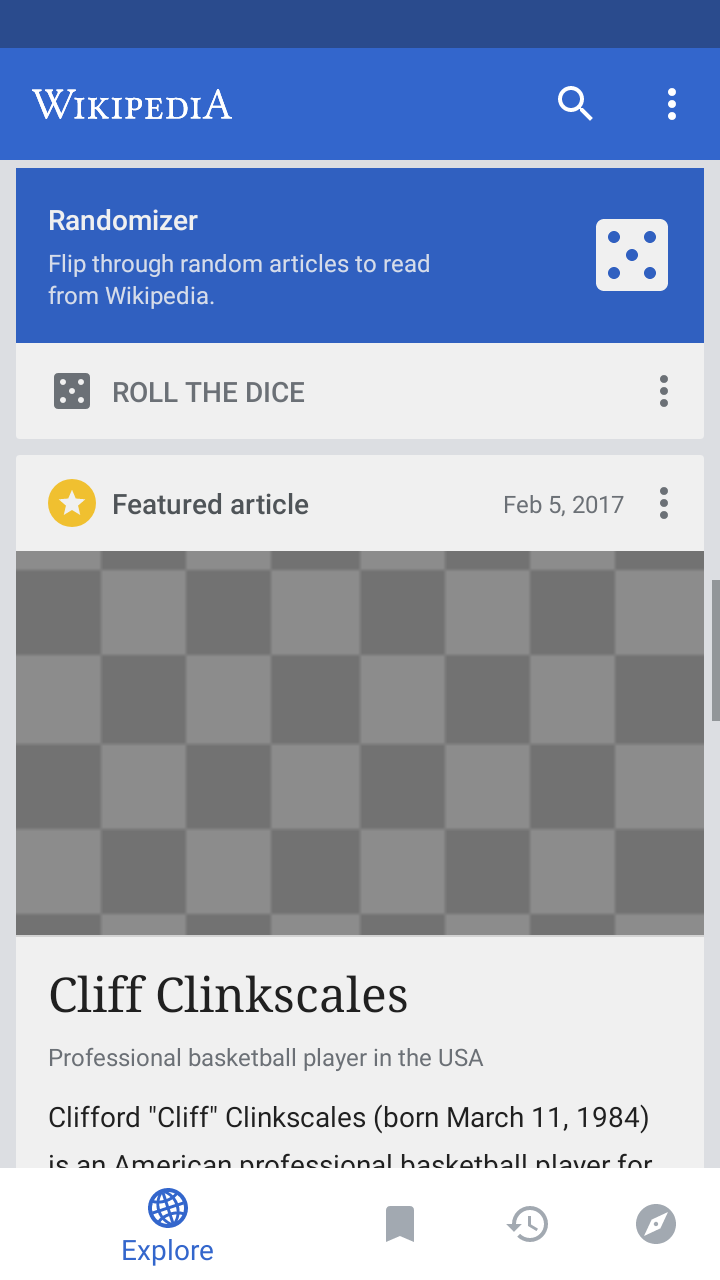 WIKIPEDIA
Randomizer
Flip through random articles to read
from Wikipedia.
ROLL THE DICE
Featured article
Feb 5, 2017
Cliff Clinkscales
Professional basketball player in the USA
Clifford "Cliff" Clinkscales (born March 11, 1984)
is an American professional basketball player for
Explore